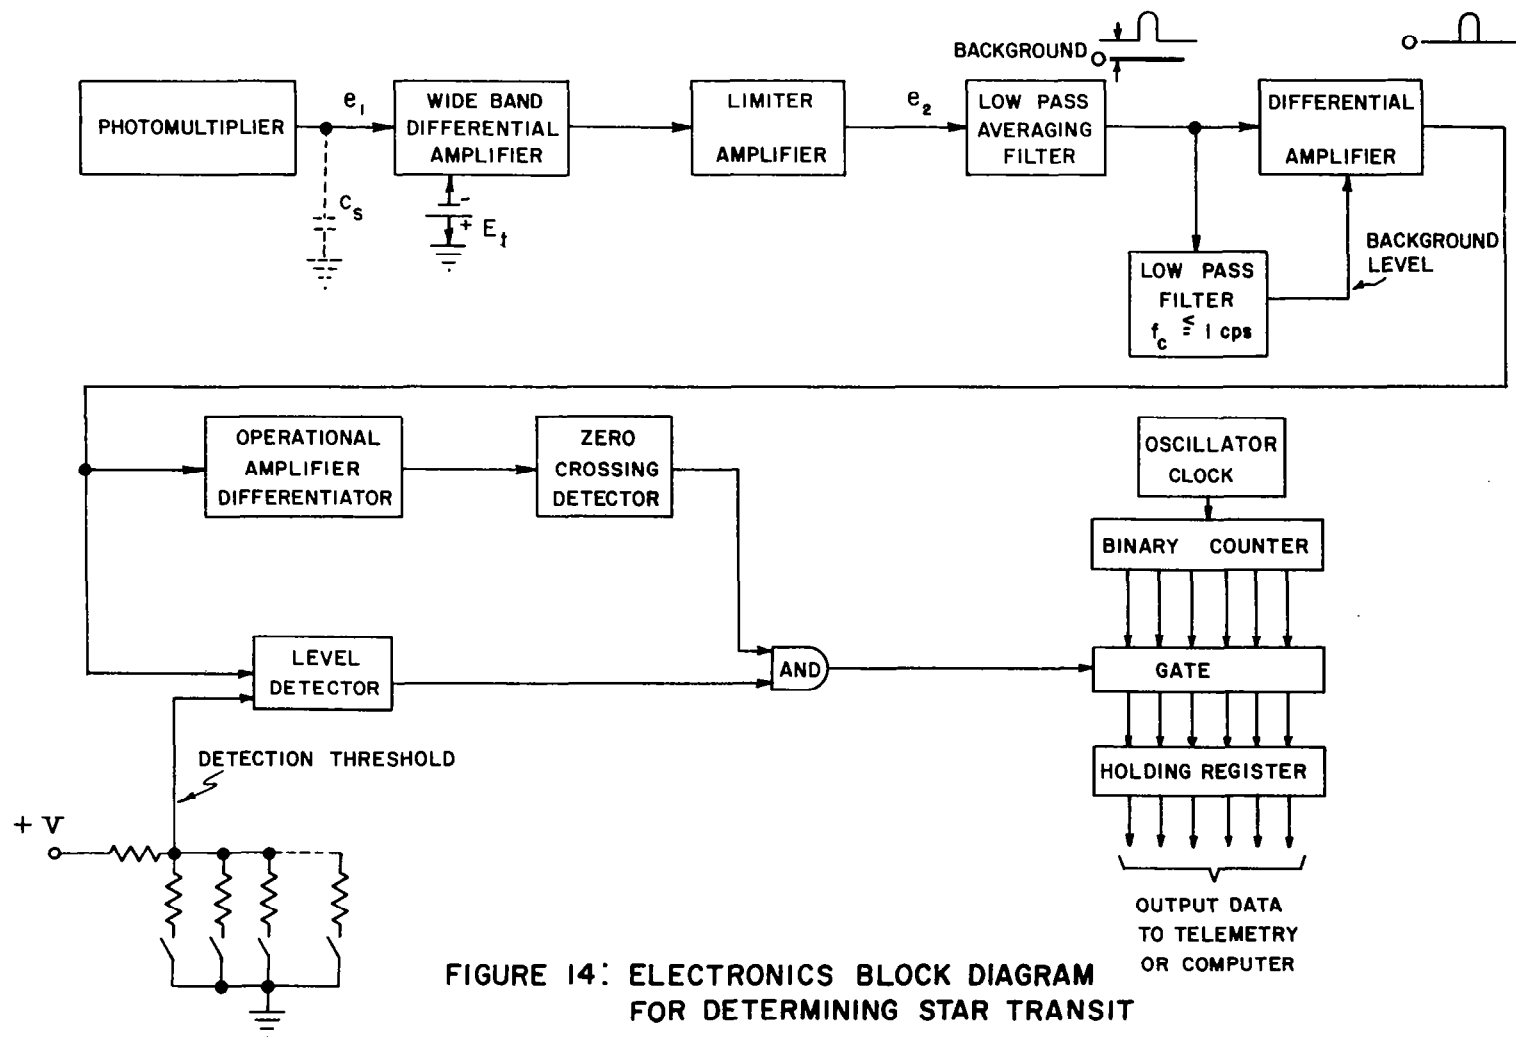 BACKGROUND
PHOTOMULTIPLIER
e1
WIDE BAND
DIFFERENTIAL
AMPLIFIER
LIMITER
AMPLIFIER
e2
LOW PASS
AVERAGING
FILTER
DIFFERENTIAL
AMPLIFIER
Cs
-
+ Et
LOW PASS
FILTER
fc ≤ 1 cps
BACKGROUND
LEVEL
OPERATIONAL
AMPLIFIER
DIFFERENTIATOR
ZERO
CROSSING
DETECTOR
OSCILLATOR
CLOCK
BINARY COUNTER
LEVEL
DETECTOR
AND
GATE
DETECTION THRESHOLD
HOLDING REGISTER
+ V
OUTPUT DATA
TO TELEMETRY
OR COMPUTER
FIGURE 14: ELECTRONICS BLOCK DIAGRAM
FOR DETERMINING STAR TRANSIT